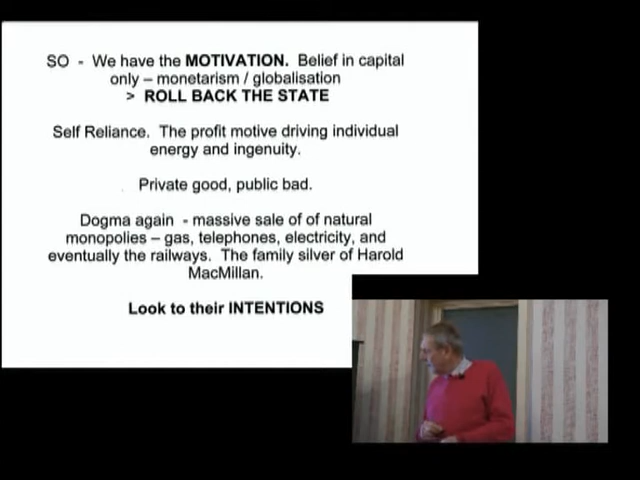 SO - We have the MOTIVATION. Belief in capital
only – monetarism / globalisation
> ROLL BACK THE STATE
Self Reliance. The profit motive driving individual
energy and ingenuity.
Private good, public bad.
Dogma again - massive sale of of natural
monopolies – gas, telephones, electricity, and
eventually the railways. The family silver of Harold
MacMillan.
Look to their INTENTIONS